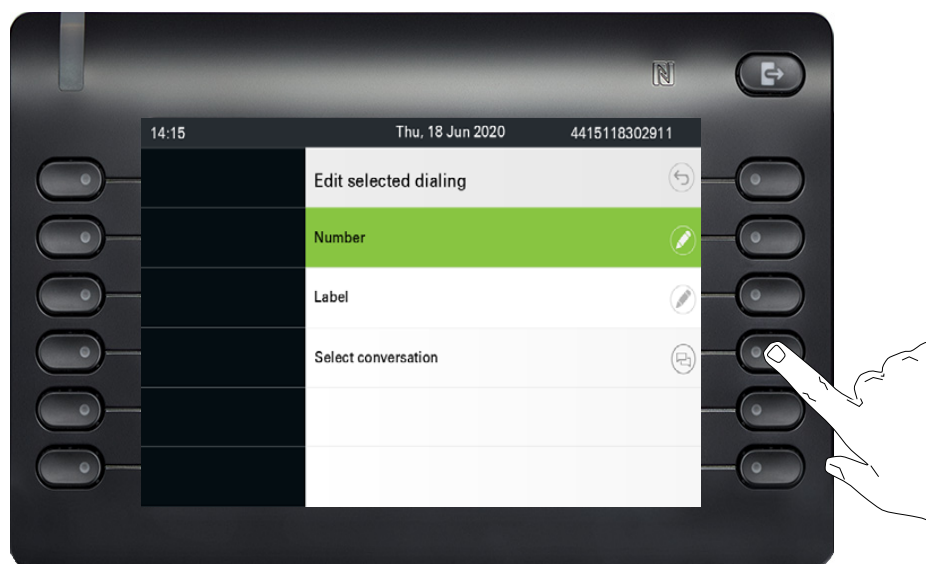 14:15 Thu, 18 Jun 2020 4415118302911
Edit selected dialing
Number
Label
Select conversation